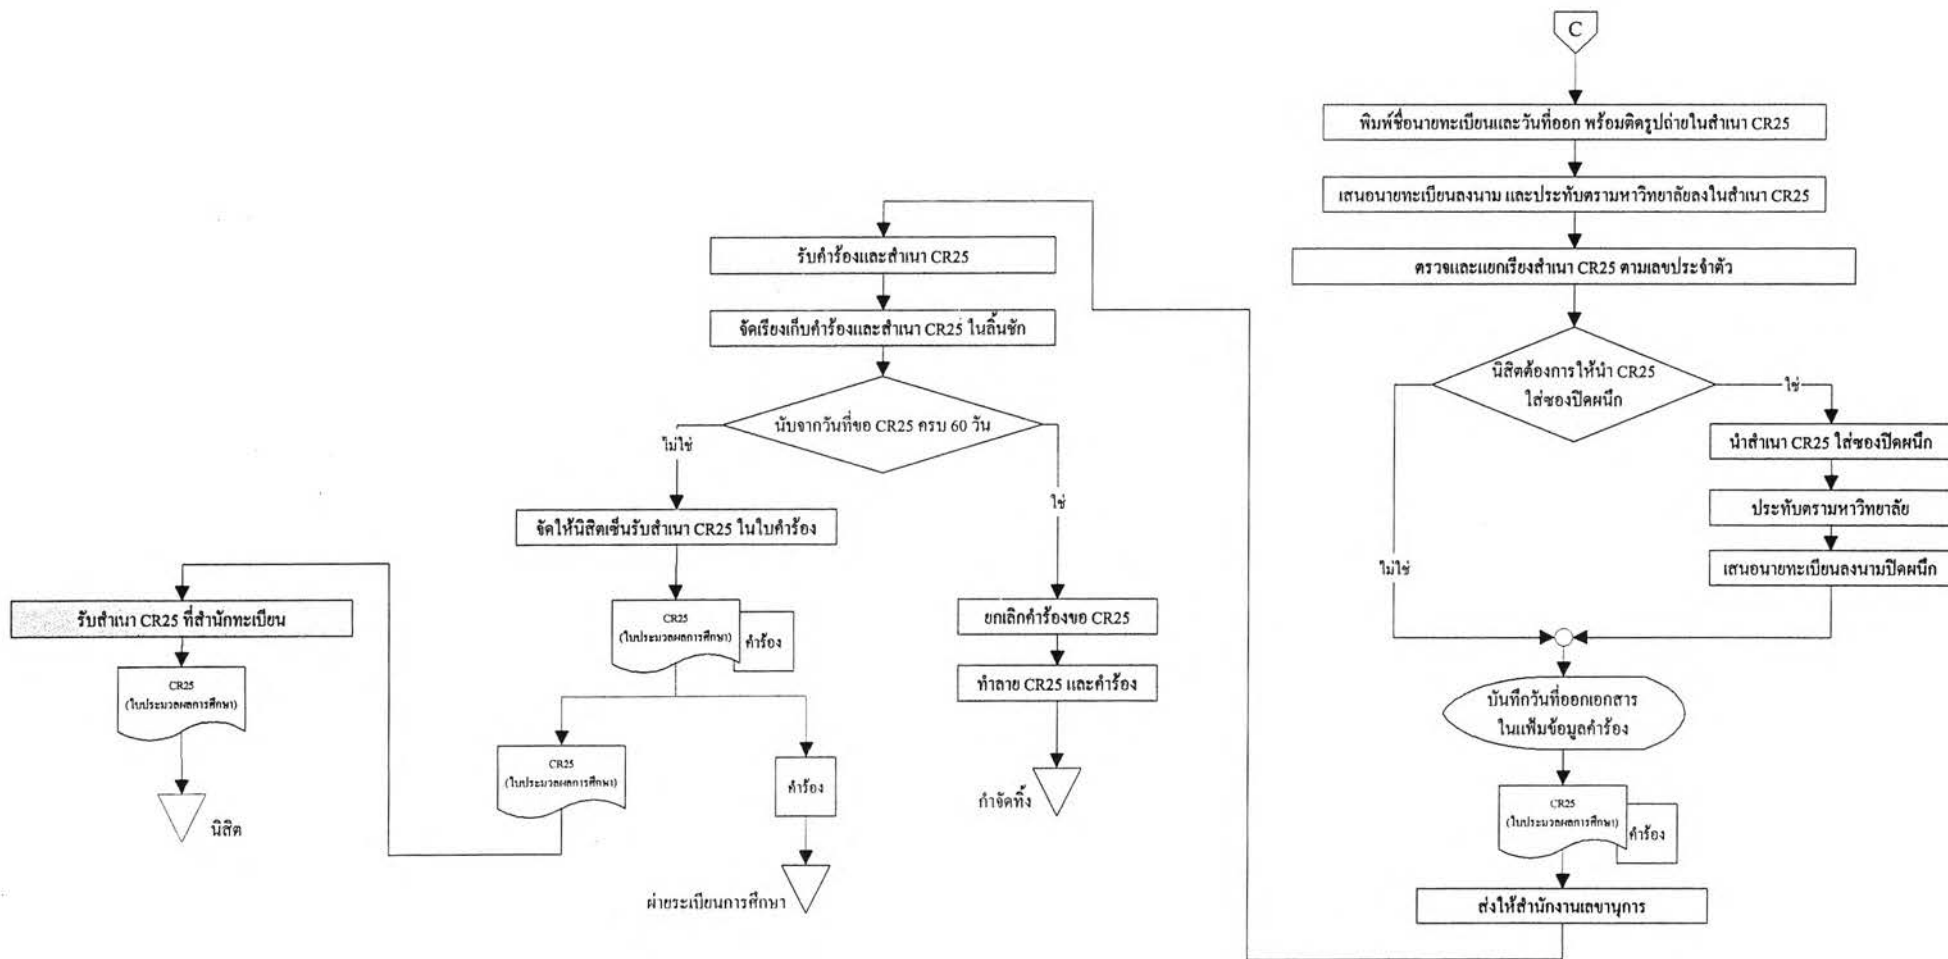 C
พิมพ์ชื่อนายทะเบียนและวันที่ออก พร้อมติดรูปถ่ายในสำเนา CR25
เสนอนายทะเบียนลงนาม และประทับตรามหาวิทยาลัยลงในสำเนา CR25
ตรวจและแยกเรียงสำเนา CR25 ตามเลขประจำตัว
นิสิตต้องการให้นำ CR25
ใส่ซองปิดผนึก
ใช่
ไม่ใช่
นำสำเนา CR25 ใส่ซองปิดผนึก
ประทับตรามหาวิทยาลัย
เสนอนายทะเบียนลงนามปิดผนึก
บันทึกวันที่ออกเอกสาร
ในแฟ้มข้อมูลคำร้อง
CR25
(ใบประมวลผลการศึกษา)
คำร้อง
ส่งให้สำนักงานเลขานุการ
รับคำร้องและสำเนา CR25
จัดเรียงเก็บคำร้องและสำเนา CR25 ในลิ้นชัก
นับจากวันที่ขอ CR25 ครบ 60 วัน
ไม่ใช่
ใช่
จัดให้นิสิตเซ็นรับสำเนา CR25 ในใบคำร้อง
CR25
(ใบประมวลผลการศึกษา)
คำร้อง
ยกเลิกคำร้องขอ CR25
ทำลาย CR25 และคำร้อง
กำจัดทิ้ง
CR25
(ใบประมวลผลการศึกษา)
คำร้อง
ฝ่ายระเบียนการศึกษา
รับสำเนา CR25 ที่สำนักทะเบียน
CR25
(ใบประมวลผลการศึกษา)
นิสิต